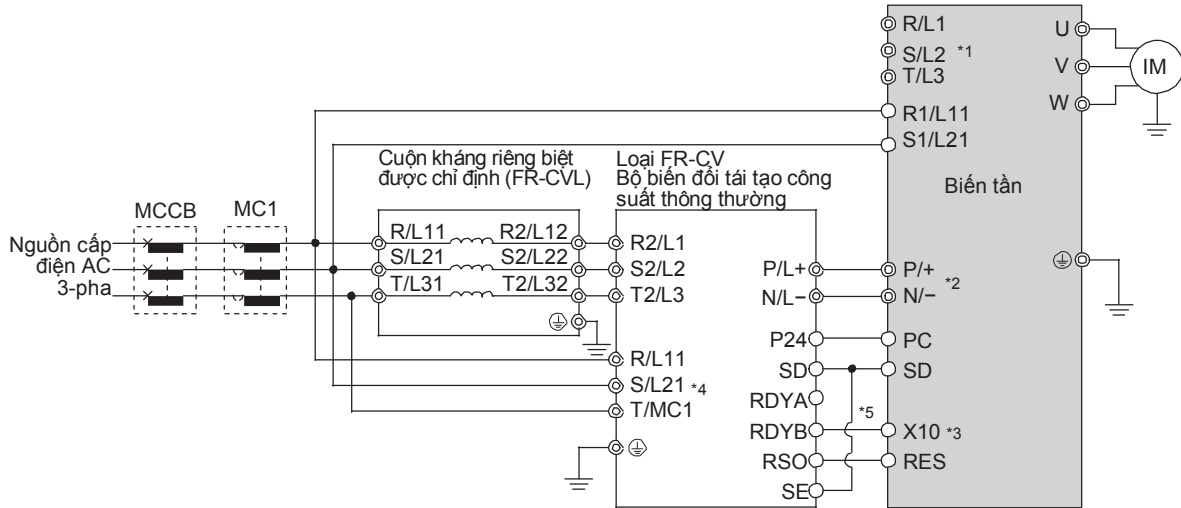 R/L1
S/L2 *1
T/L3
R1/L11
S1/L21
U
V
W
IM
Biến tần
Cuộn kháng riêng biệt
được chỉ định (FR-CVL)
Loại FR-CV
Bộ biến đổi tái tạo công
suất thông thường
MCCB
MC1
Nguồn cấp
điện AC
3-pha
R/L11
R2/L12
S/L21
S2/L22
T/L31
T2/L32
R2/L1
S2/L2
T2/L3
P/L+
N/L−
P/+
N/− *2
P24
PC
SD
SD
RDYA
*5
RDYB
X10 *3
RSO
RES
SE
R/L11
S/L21 *4
T/MC1